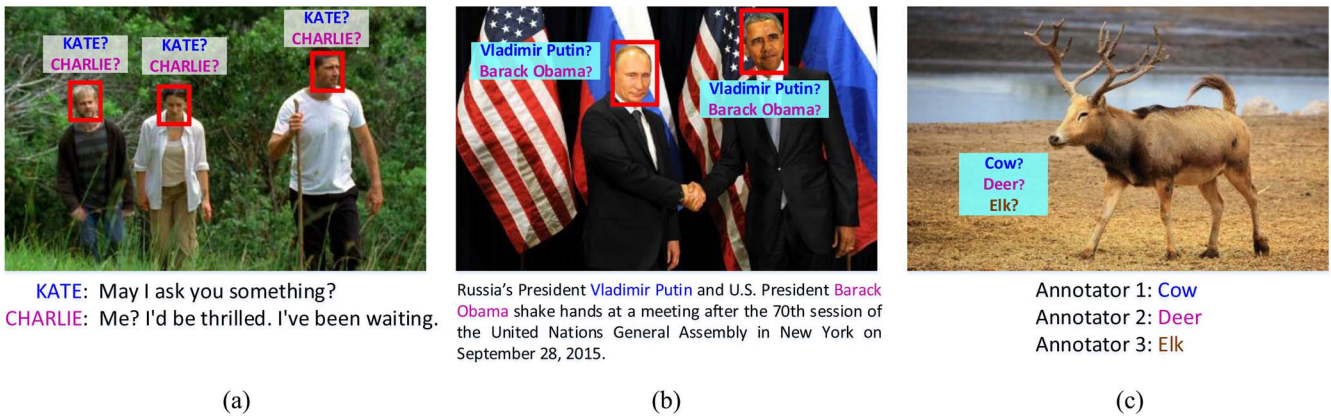 KATE?
CHARLIE?
KATE?
CHARLIE?
KATE?
CHARLIE?
KATE: May I ask you something?
CHARLIE: Me? I'd be thrilled. I've been waiting.
(a)
Vladimir Putin?
Barack Obama?
Vladimir Putin?
Barack Obama?
Russia's President Vladimir Putin and U.S. President Barack
Obama shake hands at a meeting after the 70th session of
the United Nations General Assembly in New York on
September 28, 2015.
(b)
Cow?
Deer?
Elk?
Annotator 1: Cow
Annotator 2: Deer
Annotator 3: Elk
(c)